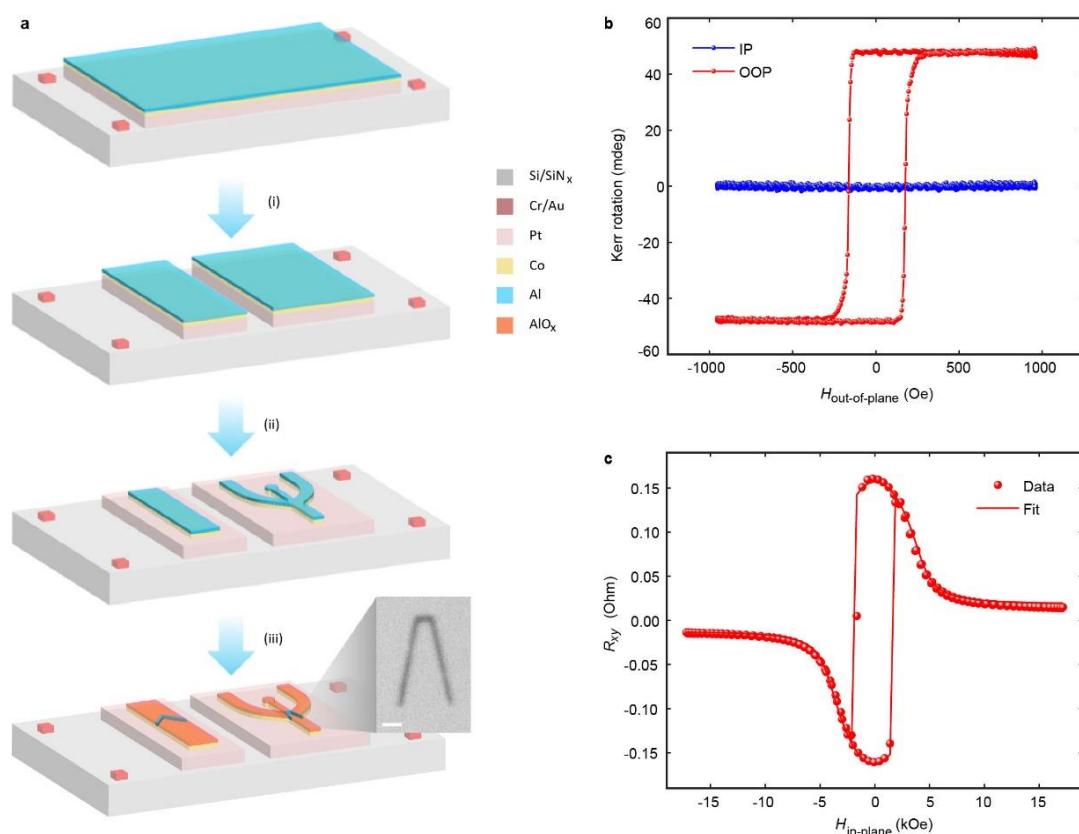 a
(i)
(ii)
(iii)
Si/SiNx
Cr/Au
Pt
Co
Al
AlOx
b
60
40
20
0
-20
-40
-60
Kerr rotation (mdeg)
IP
OOP
-1000
-500
0
500
1000
Hout-of-plane (Oe)
c
0.15
0.10
0.05
0.00
-0.05
-0.10
-0.15
Rxy (Ohm)
Data
Fit
-15
-10
-5
0
5
10
15
Hin-plane (kOe)